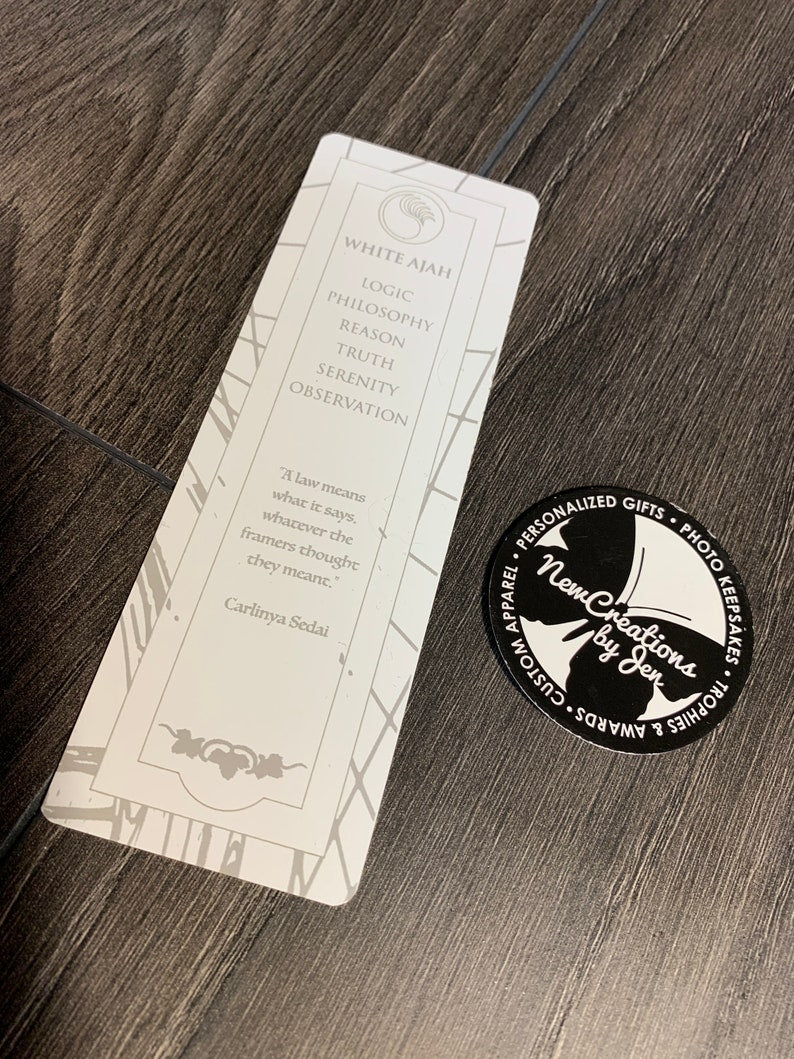 WHITE AJAH
LOGIC
PHILOSOPHY
REASON
TRUTH
SERENITY
OBSERVATION
"A law means
what it says,
whatever the
framers thought
they meant."
Carlinya Sedai
CUSTOM APPAREL • PERSONALIZED GIFTS • PHOTO KEEPSAKES • TROPHIES & AWARDS •
NewCreations
by Jen